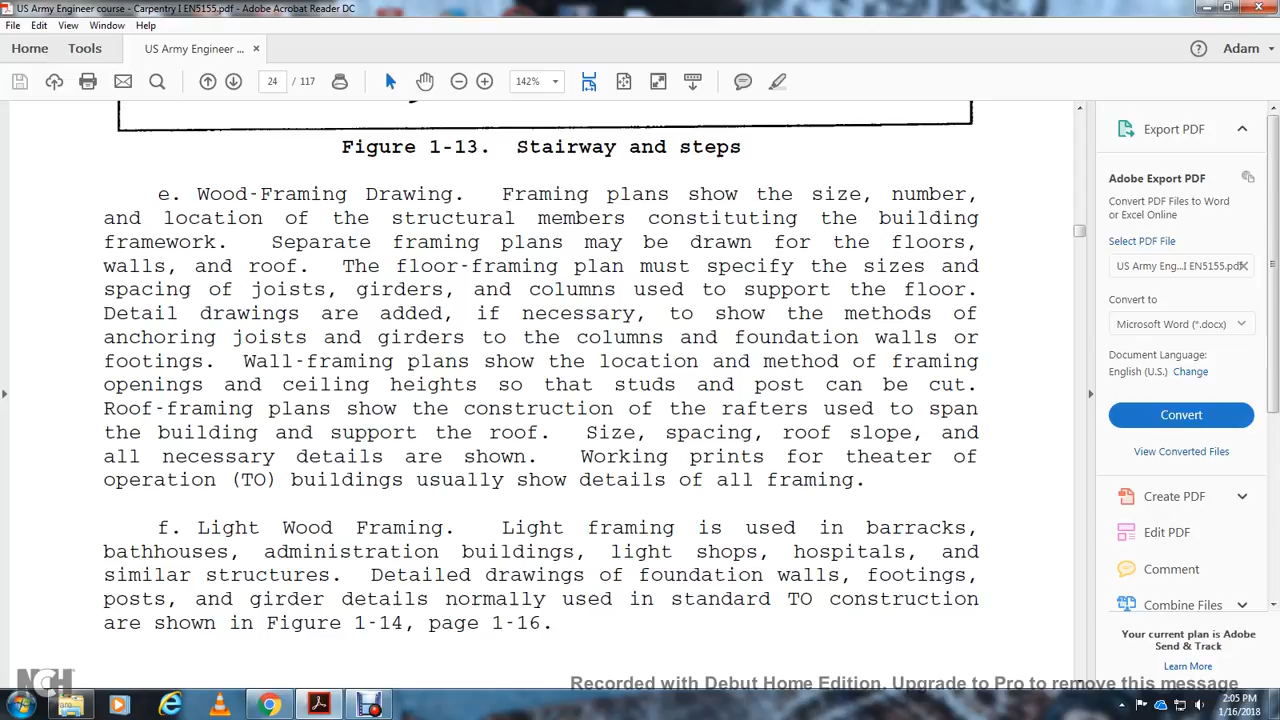 US Army Engineer course - Carpentry I EN5155.pdf - Adobe Acrobat Reader DC
File Edit View Window Help
Home Tools US Army Engineer ... × Adam
24 / 117 142%
Figure 1-13. Stairway and steps
e. Wood-Framing Drawing. Framing plans show the size, number,
and location of the structural members constituting the building
framework. Separate framing plans may be drawn for the floors,
walls, and roof. The floor-framing plan must specify the sizes and
spacing of joists, girders, and columns used to support the floor.
Detail drawings are added, if necessary, to show the methods of
anchoring joists and girders to the columns and foundation walls or
footings. Wall-framing plans show the location and method of framing
openings and ceiling heights so that studs and post can be cut.
Roof-framing plans show the construction of the rafters used to span
the building and support the roof. Size, spacing, roof slope, and
all necessary details are shown. Working prints for theater of
operation (TO) buildings usually show details of all framing.
f. Light Wood Framing. Light framing is used in barracks,
bathhouses, administration buildings, light shops, hospitals, and
similar structures. Detailed drawings of foundation walls, footings,
posts, and girder details normally used in standard TO construction
are shown in Figure 1-14, page 1-16.
Export PDF
Adobe Export PDF
Convert PDF Files to Word
or Excel Online
Select PDF File
US Army Eng...I EN5155.pdf
Convert to
Microsoft Word (*.docx)
Document Language:
English (U.S.) Change
Convert
View Converted Files
Create PDF
Edit PDF
Comment
Combine Files
Your current plan is Adobe
Send & Track
Learn More
NCH
Recorded with Debut Home Edition. Upgrade to Pro to remove this message
2:05 PM
1/16/2018